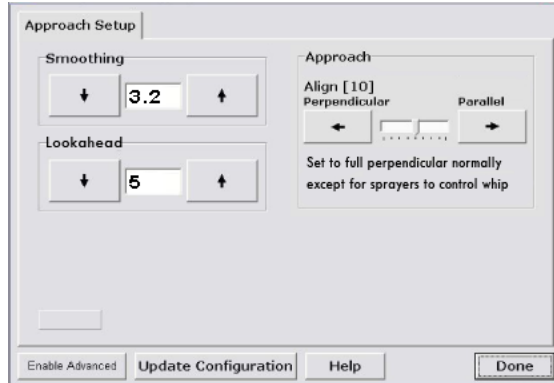 Approach Setup
Smoothing
3.2
Lookahead
5
Approach
Align [10]
Perpendicular Parallel
Set to full perpendicular normally
except for sprayers to control whip
Enable Advanced Update Configuration Help Done